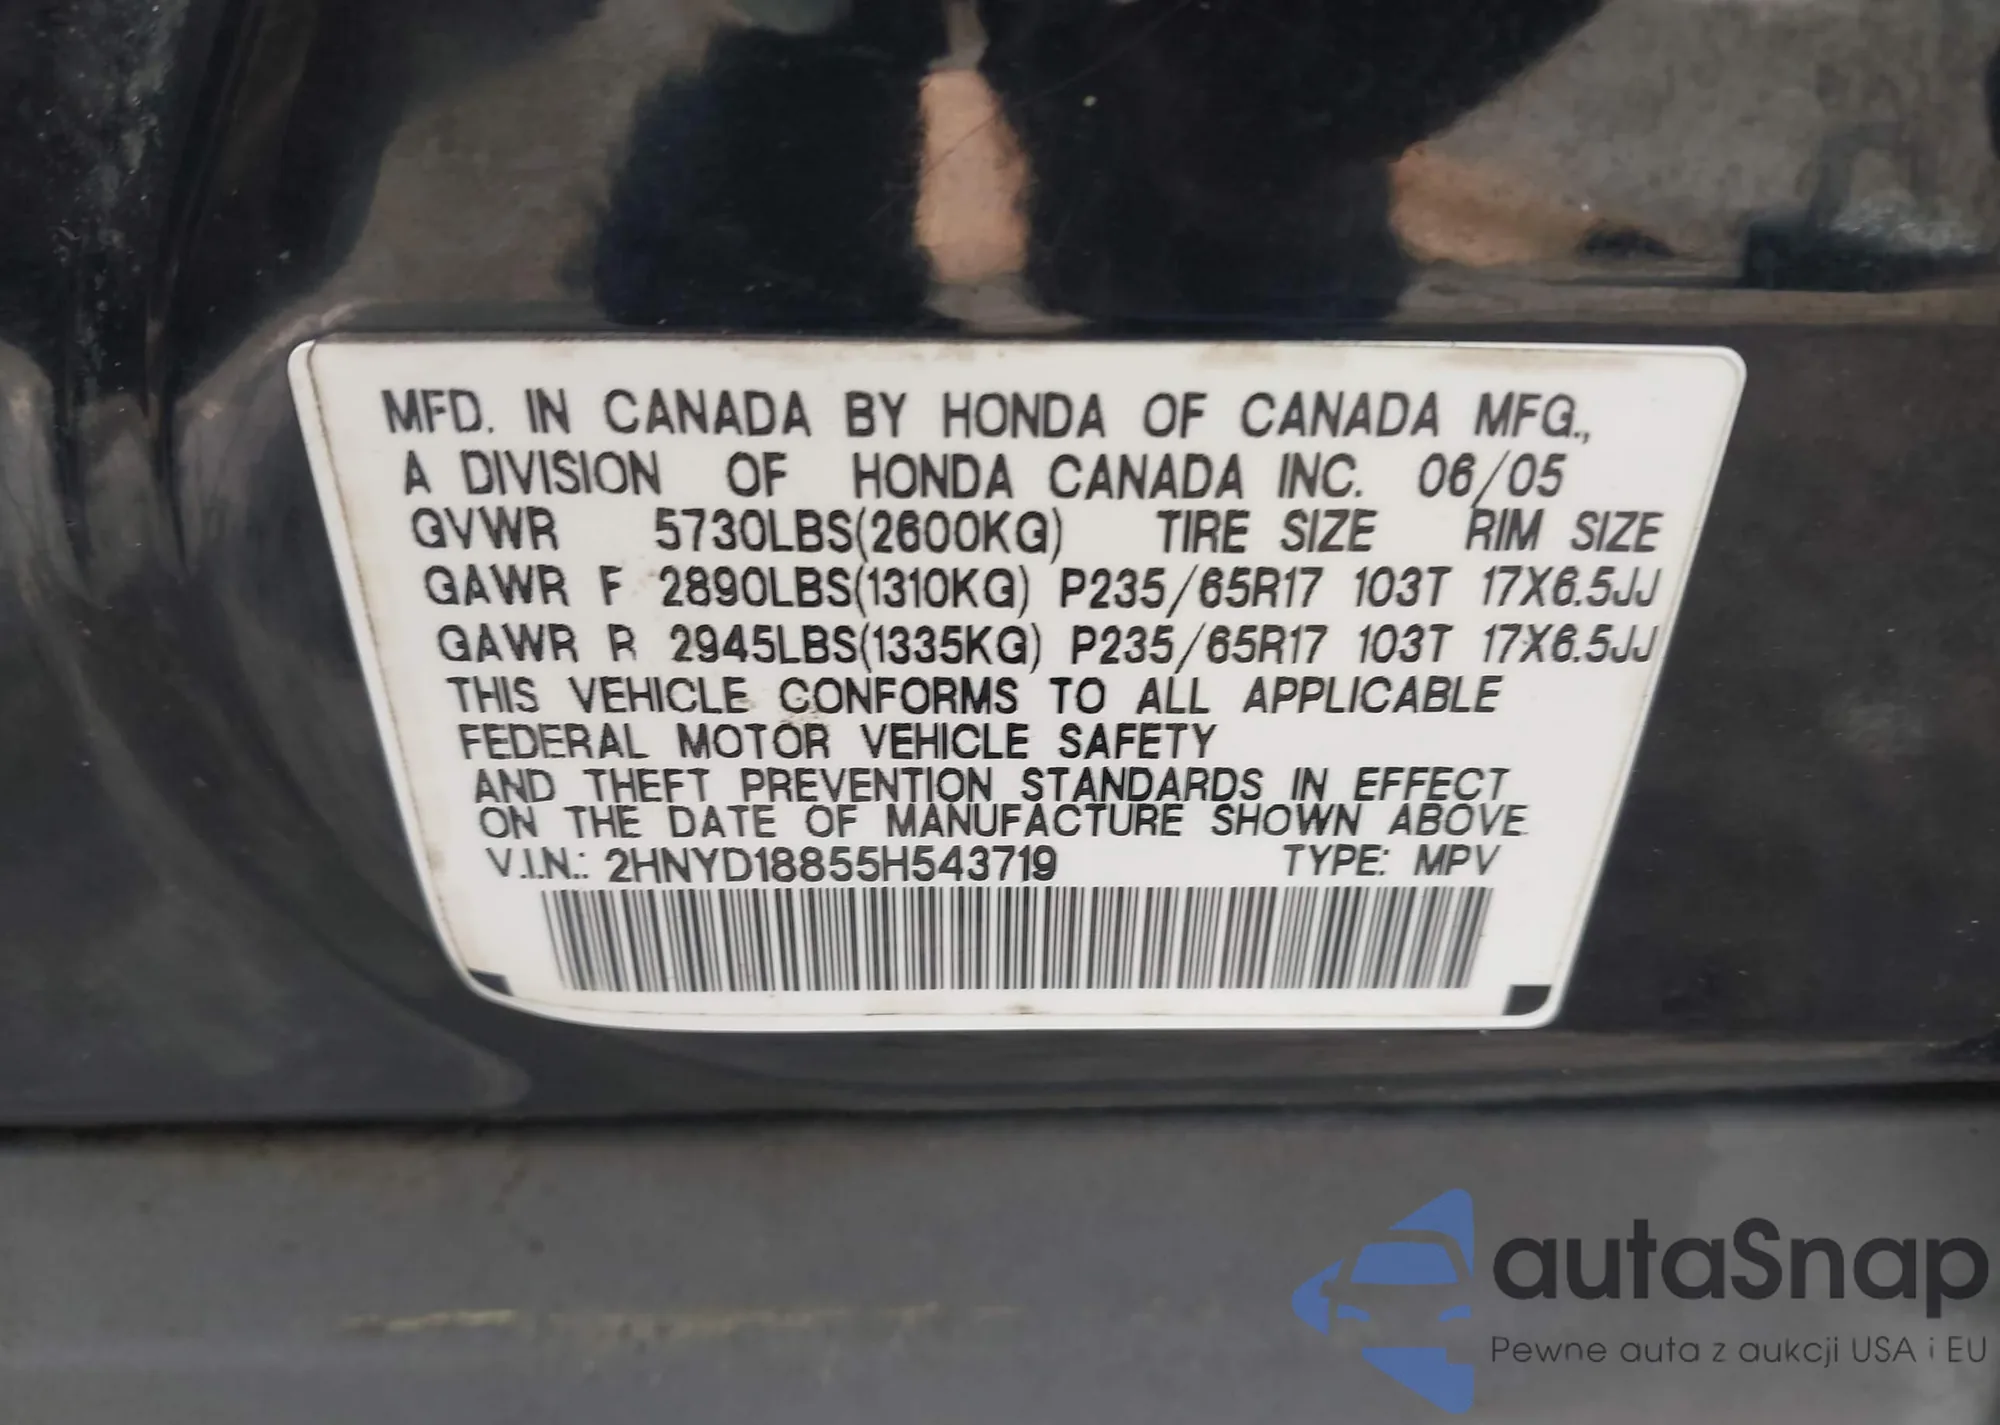 MFD. IN CANADA BY HONDA OF CANADA MFG.,
A DIVISION OF HONDA CANADA INC. 06/05
GVWR 5730LBS(2600KG) TIRE SIZE RIM SIZE
GAWR F 2890LBS(1310KG) P235/65R17 103T 17X6.5JJ
GAWR R 2945LBS(1335KG) P235/65R17 103T 17X6.5JJ
THIS VEHICLE CONFORMS TO ALL APPLICABLE
FEDERAL MOTOR VEHICLE SAFETY
AND THEFT PREVENTION STANDARDS IN EFFECT
ON THE DATE OF MANUFACTURE SHOWN ABOVE
V.I.N.: 2HNYD18855H543719 TYPE: MPV
autaSnap
Pewne auta z aukcji USA i EU